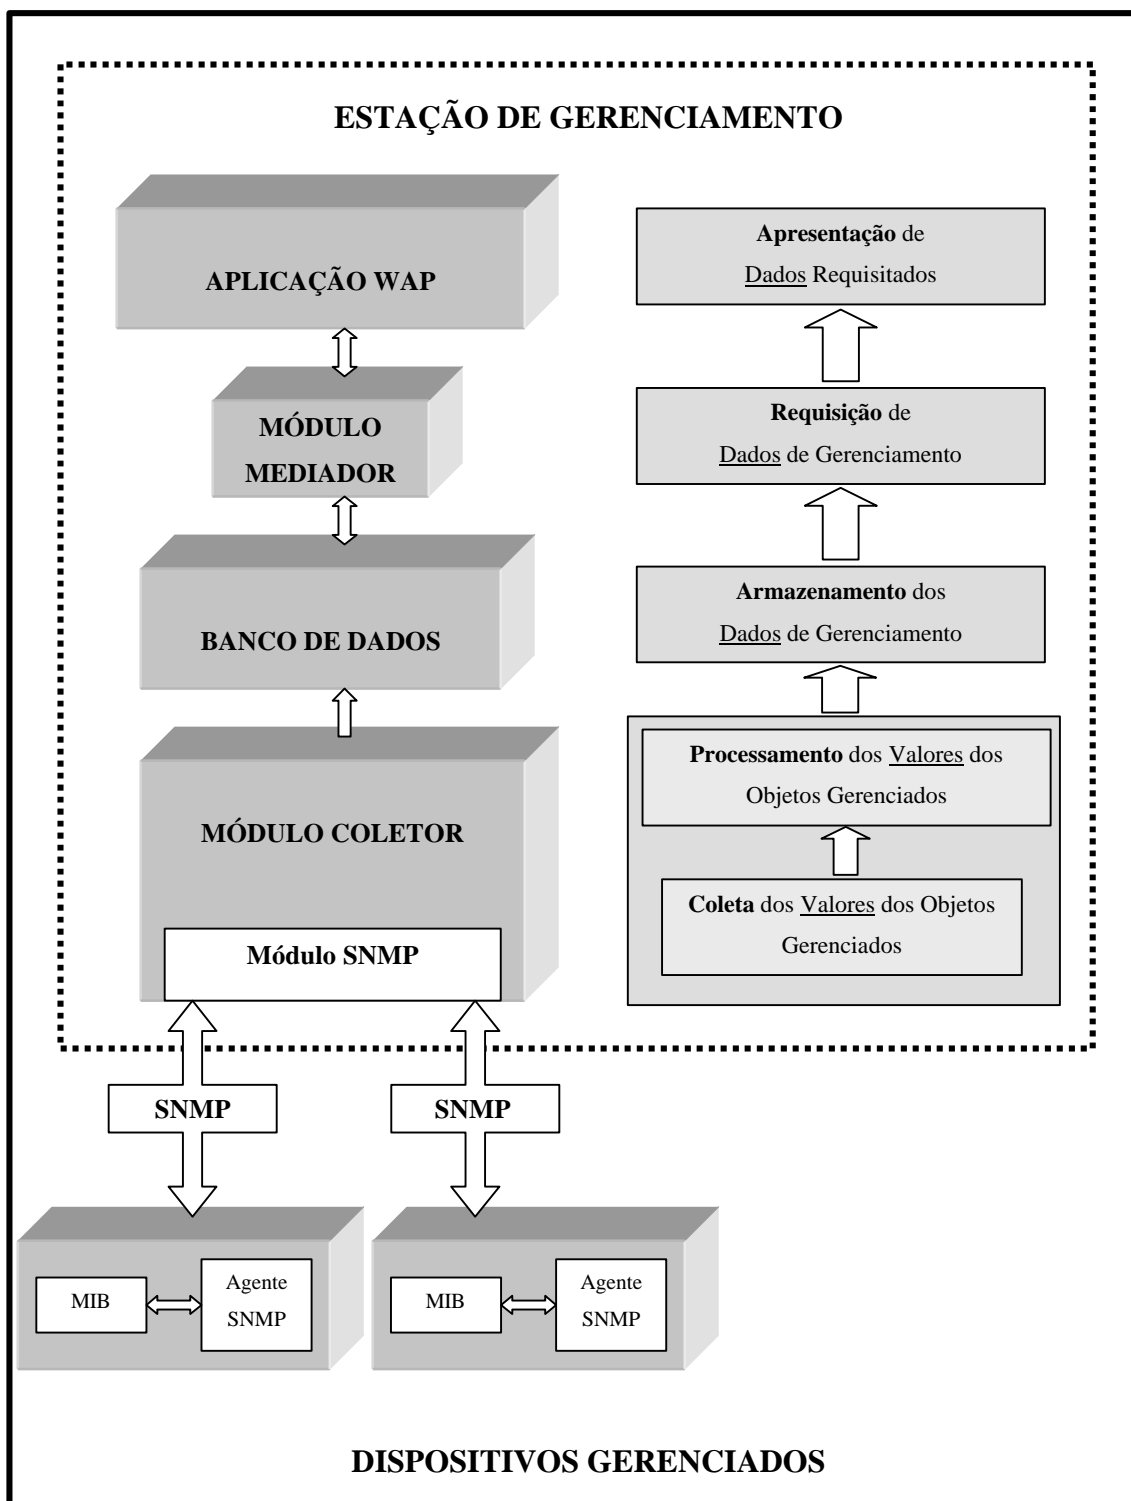 ESTAÇÃO DE GERENCIAMENTO
APLICAÇÃO WAP
MÓDULO
MEDIADOR
BANCO DE DADOS
MÓDULO COLETOR
Módulo SNMP
Apresentação de
Dados Requisitados
Requisição de
Dados de Gerenciamento
Armazenamento dos
Dados de Gerenciamento
Processamento dos Valores dos
Objetos Gerenciados
Coleta dos Valores dos Objetos
Gerenciados
SNMP
SNMP
MIB
Agente
SNMP
MIB
Agente
SNMP
DISPOSITIVOS GERENCIADOS